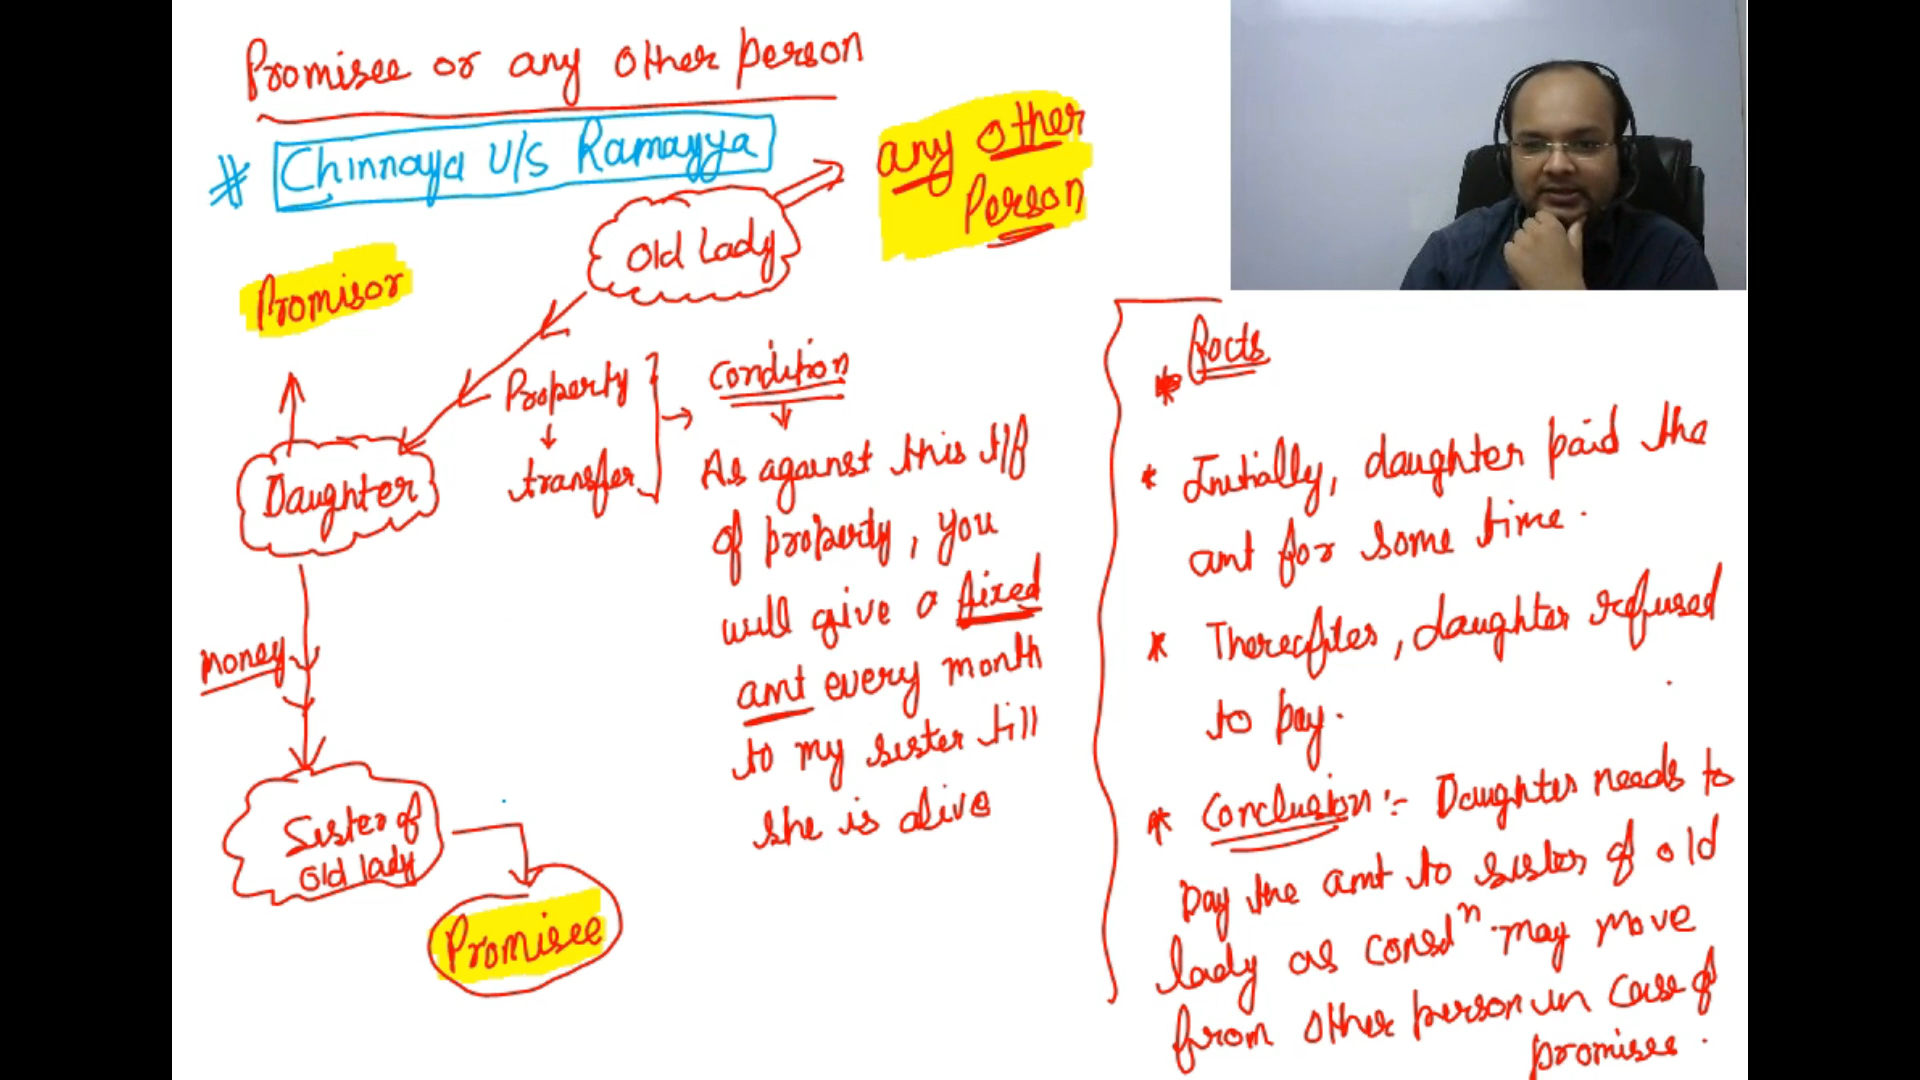 Promisee or any other person
# Chinnaya v/s Ramayya
any other
Person
Old Lady
Promisor
Property
transfer
Condition
As against this t/f
of property, you
will give a fixed
amt every month
to my sister till
she is alive
Daughter
money
Sister of
Old lady
Promisee
* Facts
* Initially, daughter paid the
amt for some time.
* Thereafter, daughter refused
to pay.
* Conclusion:- Daughter needs to
pay the amt to sister of old
lady as consdⁿ may move
from other person in case of
promisee.